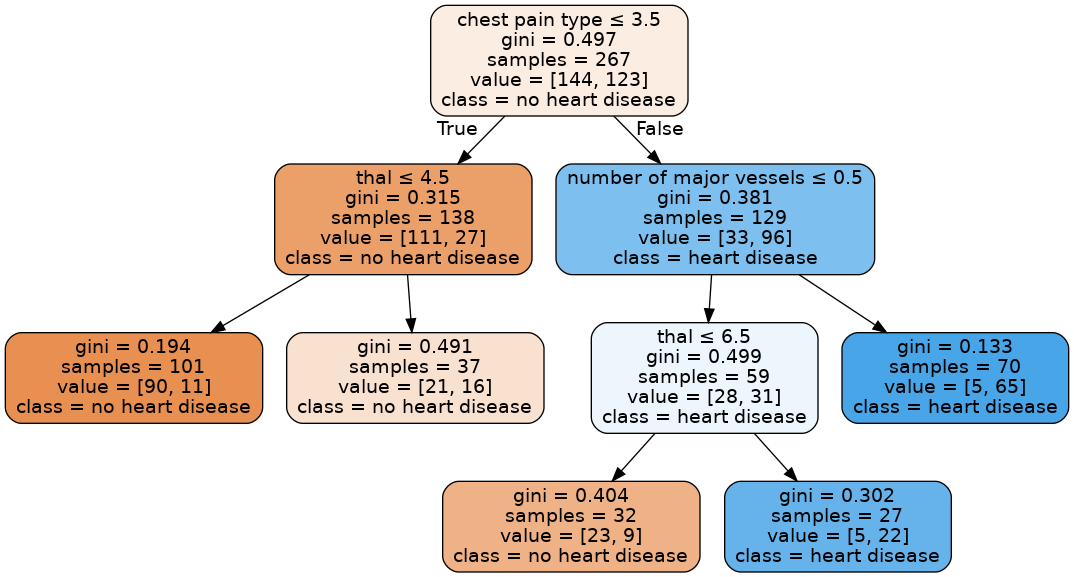 chest pain type ≤ 3.5
gini = 0.497
samples = 267
value = [144, 123]
class = no heart disease
True
False
thal ≤ 4.5
gini = 0.315
samples = 138
value = [111, 27]
class = no heart disease
number of major vessels ≤ 0.5
gini = 0.381
samples = 129
value = [33, 96]
class = heart disease
gini = 0.194
samples = 101
value = [90, 11]
class = no heart disease
gini = 0.491
samples = 37
value = [21, 16]
class = no heart disease
thal ≤ 6.5
gini = 0.499
samples = 59
value = [28, 31]
class = heart disease
gini = 0.133
samples = 70
value = [5, 65]
class = heart disease
gini = 0.404
samples = 32
value = [23, 9]
class = no heart disease
gini = 0.302
samples = 27
value = [5, 22]
class = heart disease